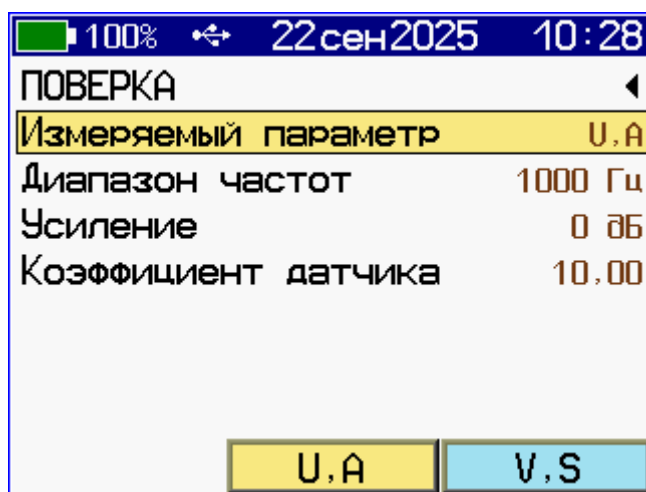 100% 22сен2025 10:28
ПОВЕРКА
Измеряемый параметр U,A
Диапазон частот 1000 Гц
Усиление 0 дБ
Коэффициент датчика 10,00
U,A V,S